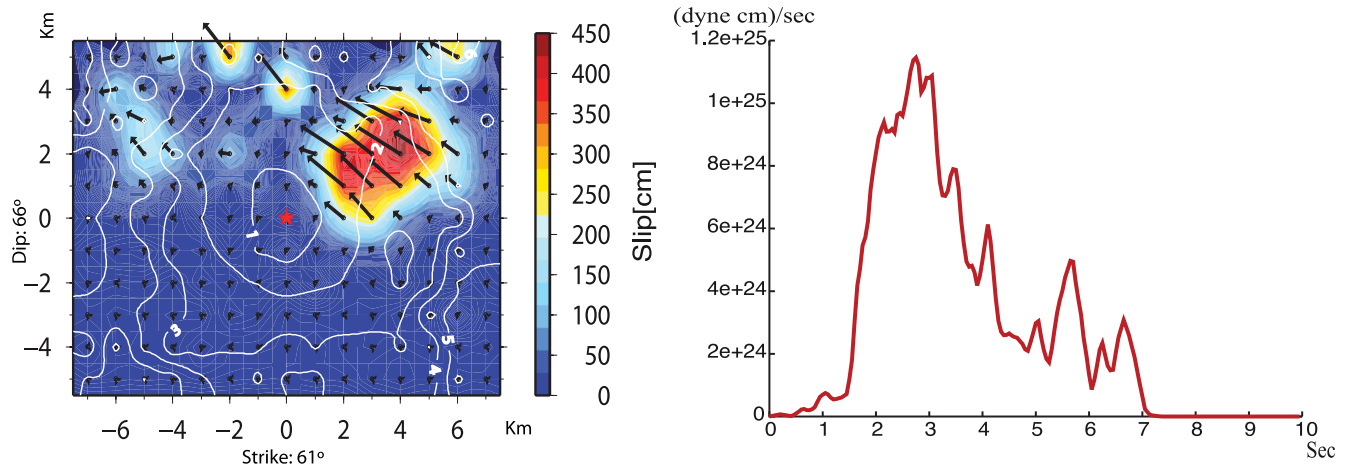 Km
4
2
0
−2
−4
Dip: 66º
−6 −4 −2 0 2 4 6 Km
Strike: 61º
1
2
3
4
5
6
450
400
350
300
250
200
150
100
50
0
Slip[cm]
(dyne cm)/sec
1.2e+25
1e+25
8e+24
6e+24
4e+24
2e+24
0
0 1 2 3 4 5 6 7 8 9 10
Sec